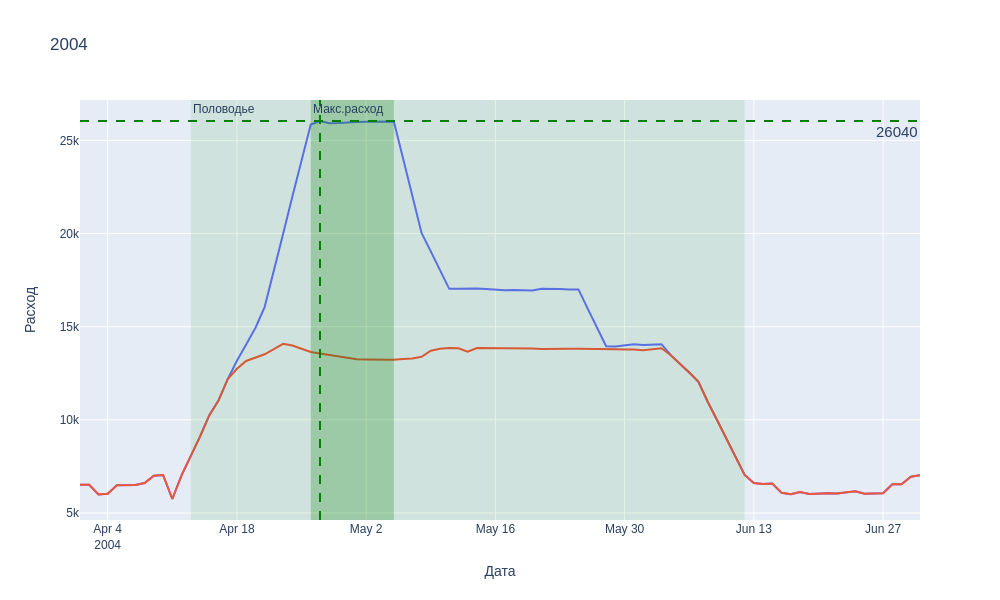 2004
Половодье
Макс.расход
26040
25k
20k
15k
10k
5k
Расход
Apr 4
2004
Apr 18
May 2
May 16
May 30
Jun 13
Jun 27
Дата